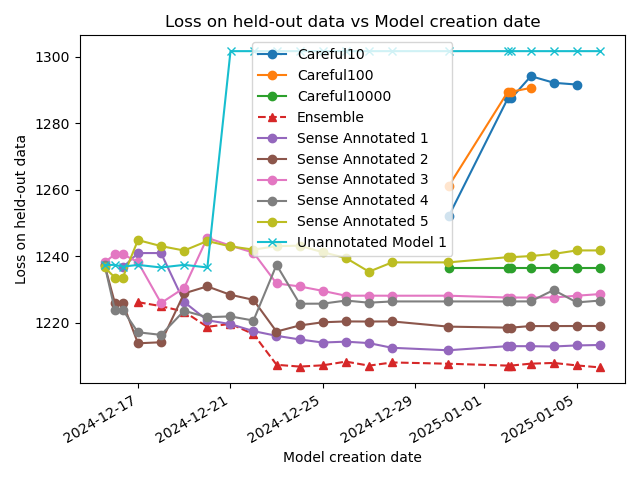 Loss on held-out data vs Model creation date
Loss on held-out data
1300
1280
1260
1240
1220
Careful10
Careful100
Careful10000
Ensemble
Sense Annotated 1
Sense Annotated 2
Sense Annotated 3
Sense Annotated 4
Sense Annotated 5
Unannotated Model 1
2024-12-17
2024-12-21
2024-12-25
2024-12-29
2025-01-01
2025-01-05
Model creation date